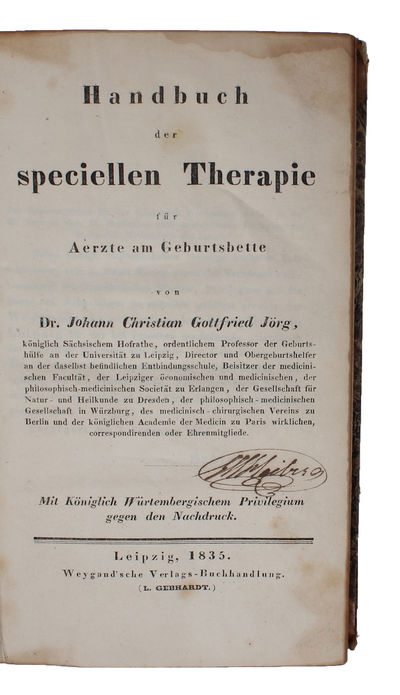 Handbuch
der
speciellen Therapie
für
Aerzte am Geburtsbette
von
Dr. Johann Christian Gottfried Jörg,
königlich Sächsischem Hofrathe, ordentlichem Professor der Geburts-
hülfe an der Universität zu Leipzig, Director und Obergeburtshelfer
an der daselbst befindlichen Entbindungsschule, Beisitzer der medicini-
schen Facultät, der Leipziger öconomischen und medicinischen, der
philosophisch-medicinischen Societät zu Erlangen, der Gesellschaft für
Natur- und Heilkunde zu Dresden, der philosophisch-medicinischen
Gesellschaft in Würzburg, des medicinisch-chirurgischen Vereins zu
Berlin und der königlichen Academie der Medicin zu Paris wirklichen,
correspondirenden oder Ehrenmitgliede.
Mit Königlich Würtembergischem Privilegium
gegen den Nachdruck.
Leipzig, 1835.
Weygand'sche Verlags-Buchhandlung.
(L. GEBHARDT.)